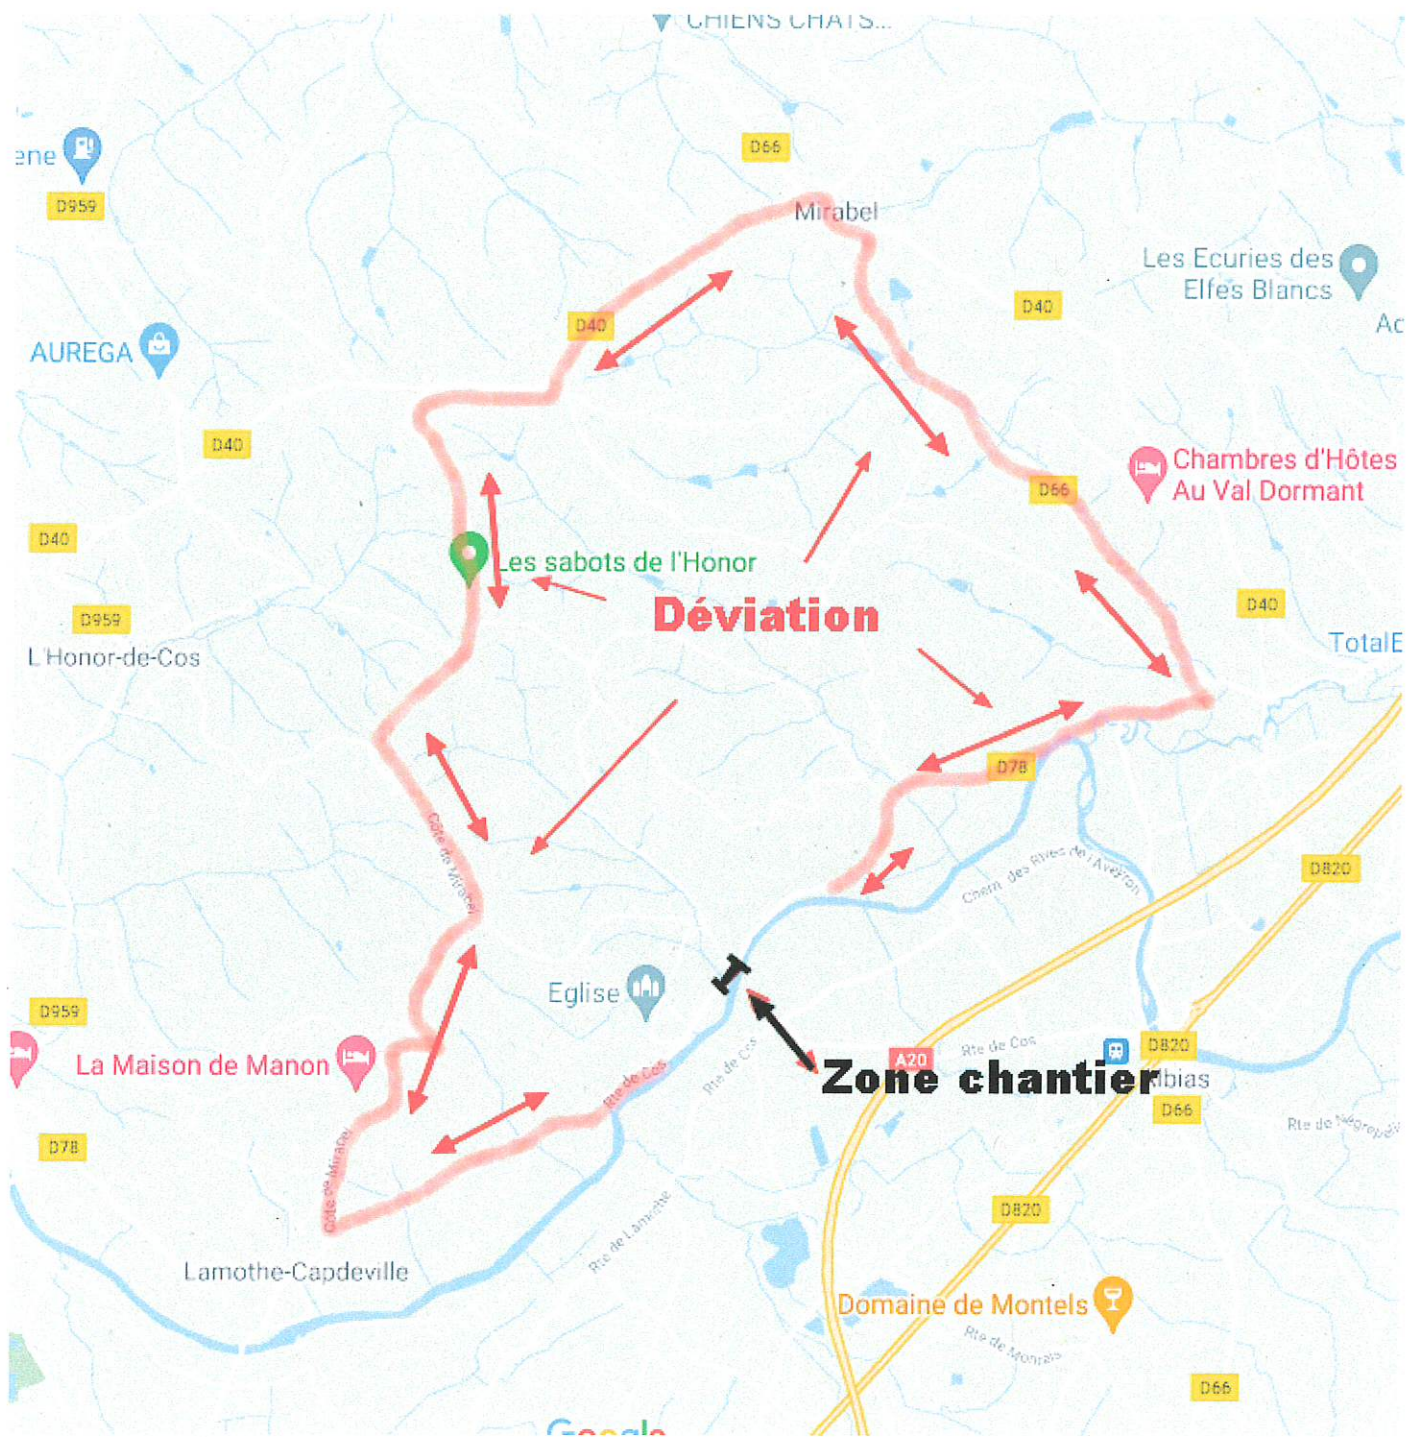 CHIENS CHATS...
D66
ene
D959
Mirabel
Les Ecuries des
Elfes Blancs
D40
D40
Ac
AUREGA
D40
Chambres d'Hôtes
Au Val Dormant
D66
D40
Les sabots de l'Honor
Déviation
D40
D959
TotalE
L'Honor-de-Cos
D78
Côte de Mirabel
Chem. des Rives de l'Aveyron
D820
Eglise
D959
La Maison de Manon
Rte de Cos
Rte de Cos
A20
Rte de Cos
D820
Zone chantier
lbias
D66
D78
Côte de Mirabel
D820
Rte de Lamothe
Lamothe-Capdeville
Domaine de Montels
D66
Google